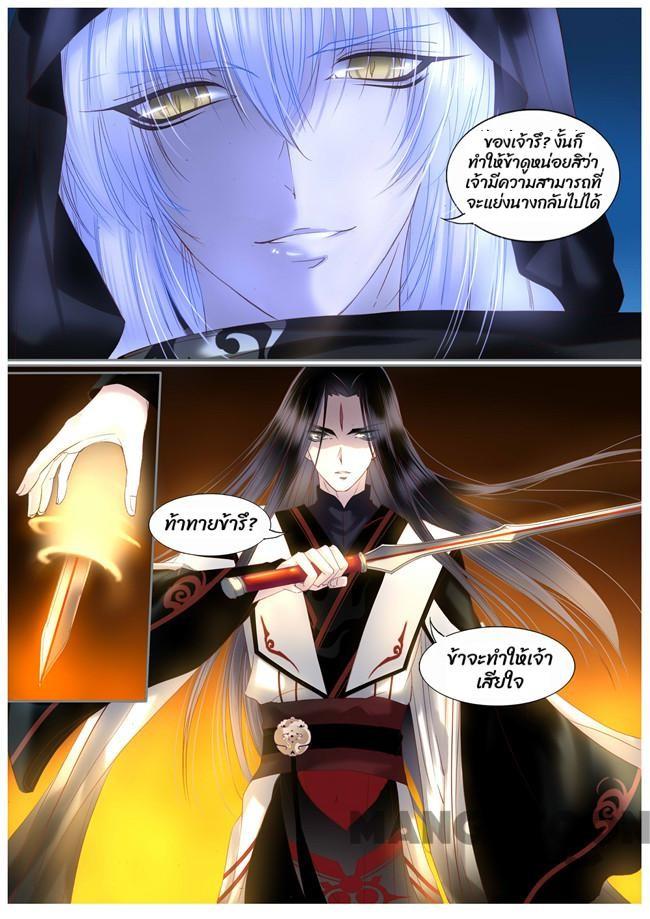 ของเจ้ารึ? งั้นก็
ทำให้ข้าดูหน่อยสิว่า
เจ้ามีความสามารถที่
จะแย่งนางกลับไปได้
ท้าทายข้ารึ?
ข้าจะทำให้เจ้า
เสียใจ